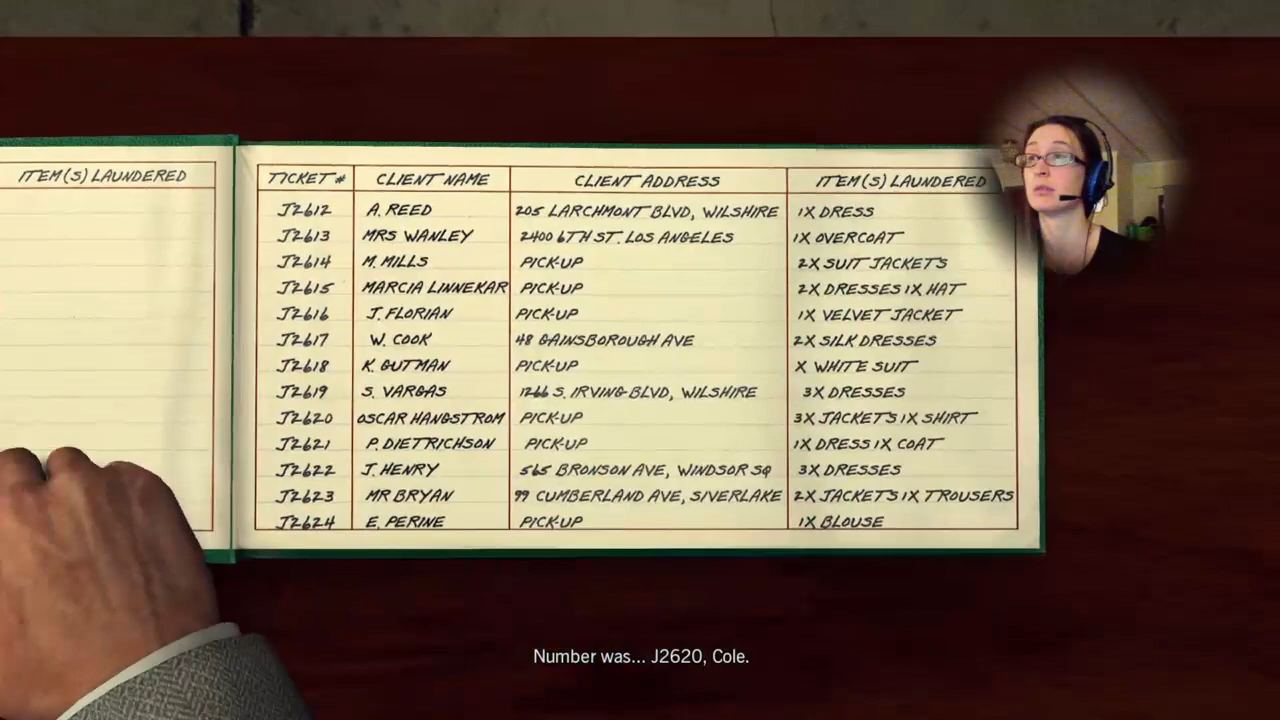 ITEM(S) LAUNDERED
TICKET # CLIENT NAME CLIENT ADDRESS ITEM(S) LAUNDERED
J2612 A. REED 205 LARCHMONT BLVD, WILSHIRE 1X DRESS
J2613 MRS WANLEY 2400 6TH ST. LOS ANGELES 1X OVERCOAT
J2614 M. MILLS PICK-UP 2X SUIT JACKETS
J2615 MARCIA LINNEKAR PICK-UP 2X DRESSES 1X HAT
J2616 J. FLORIAN PICK-UP 1X VELVET JACKET
J2617 W. COOK 48 GAINSBOROUGH AVE 2X SILK DRESSES
J2618 K. GUTMAN PICK-UP X WHITE SUIT
J2619 S. VARGAS 1266 S. IRVING BLVD, WILSHIRE 3X DRESSES
J2620 OSCAR HANGSTROM PICK-UP 3X JACKETS 1X SHIRT
J2621 P. DIETRICHSON PICK-UP 1X DRESS 1X COAT
J2622 J. HENRY 565 BRONSON AVE, WINDSOR SQ 3X DRESSES
J2623 MR BRYAN 99 CUMBERLAND AVE, SIVERLAKE 2X JACKETS 1X TROUSERS
J2624 E. PERINE PICK-UP 1X BLOUSE
Number was... J2620, Cole.